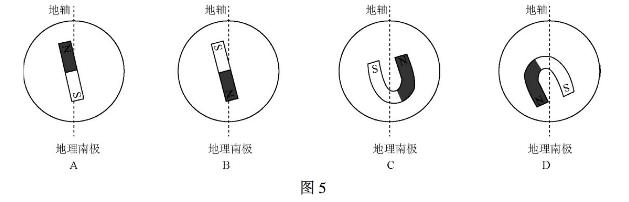 地轴 地轴 地轴 地轴
N S S N
S N N S
地理南极 地理南极 地理南极 地理南极
A B C D
图 5